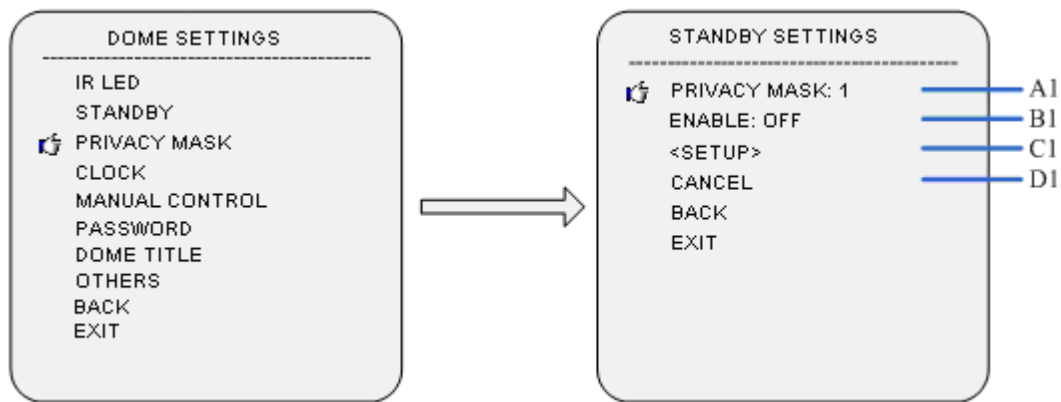 DOME SETTINGS
IR LED
STANDBY
PRIVACY MASK
CLOCK
MANUAL CONTROL
PASSWORD
DOME TITLE
OTHERS
BACK
EXIT
STANDBY SETTINGS
PRIVACY MASK: 1
A1
ENABLE: OFF
B1
<SETUP>
C1
CANCEL
D1
BACK
EXIT